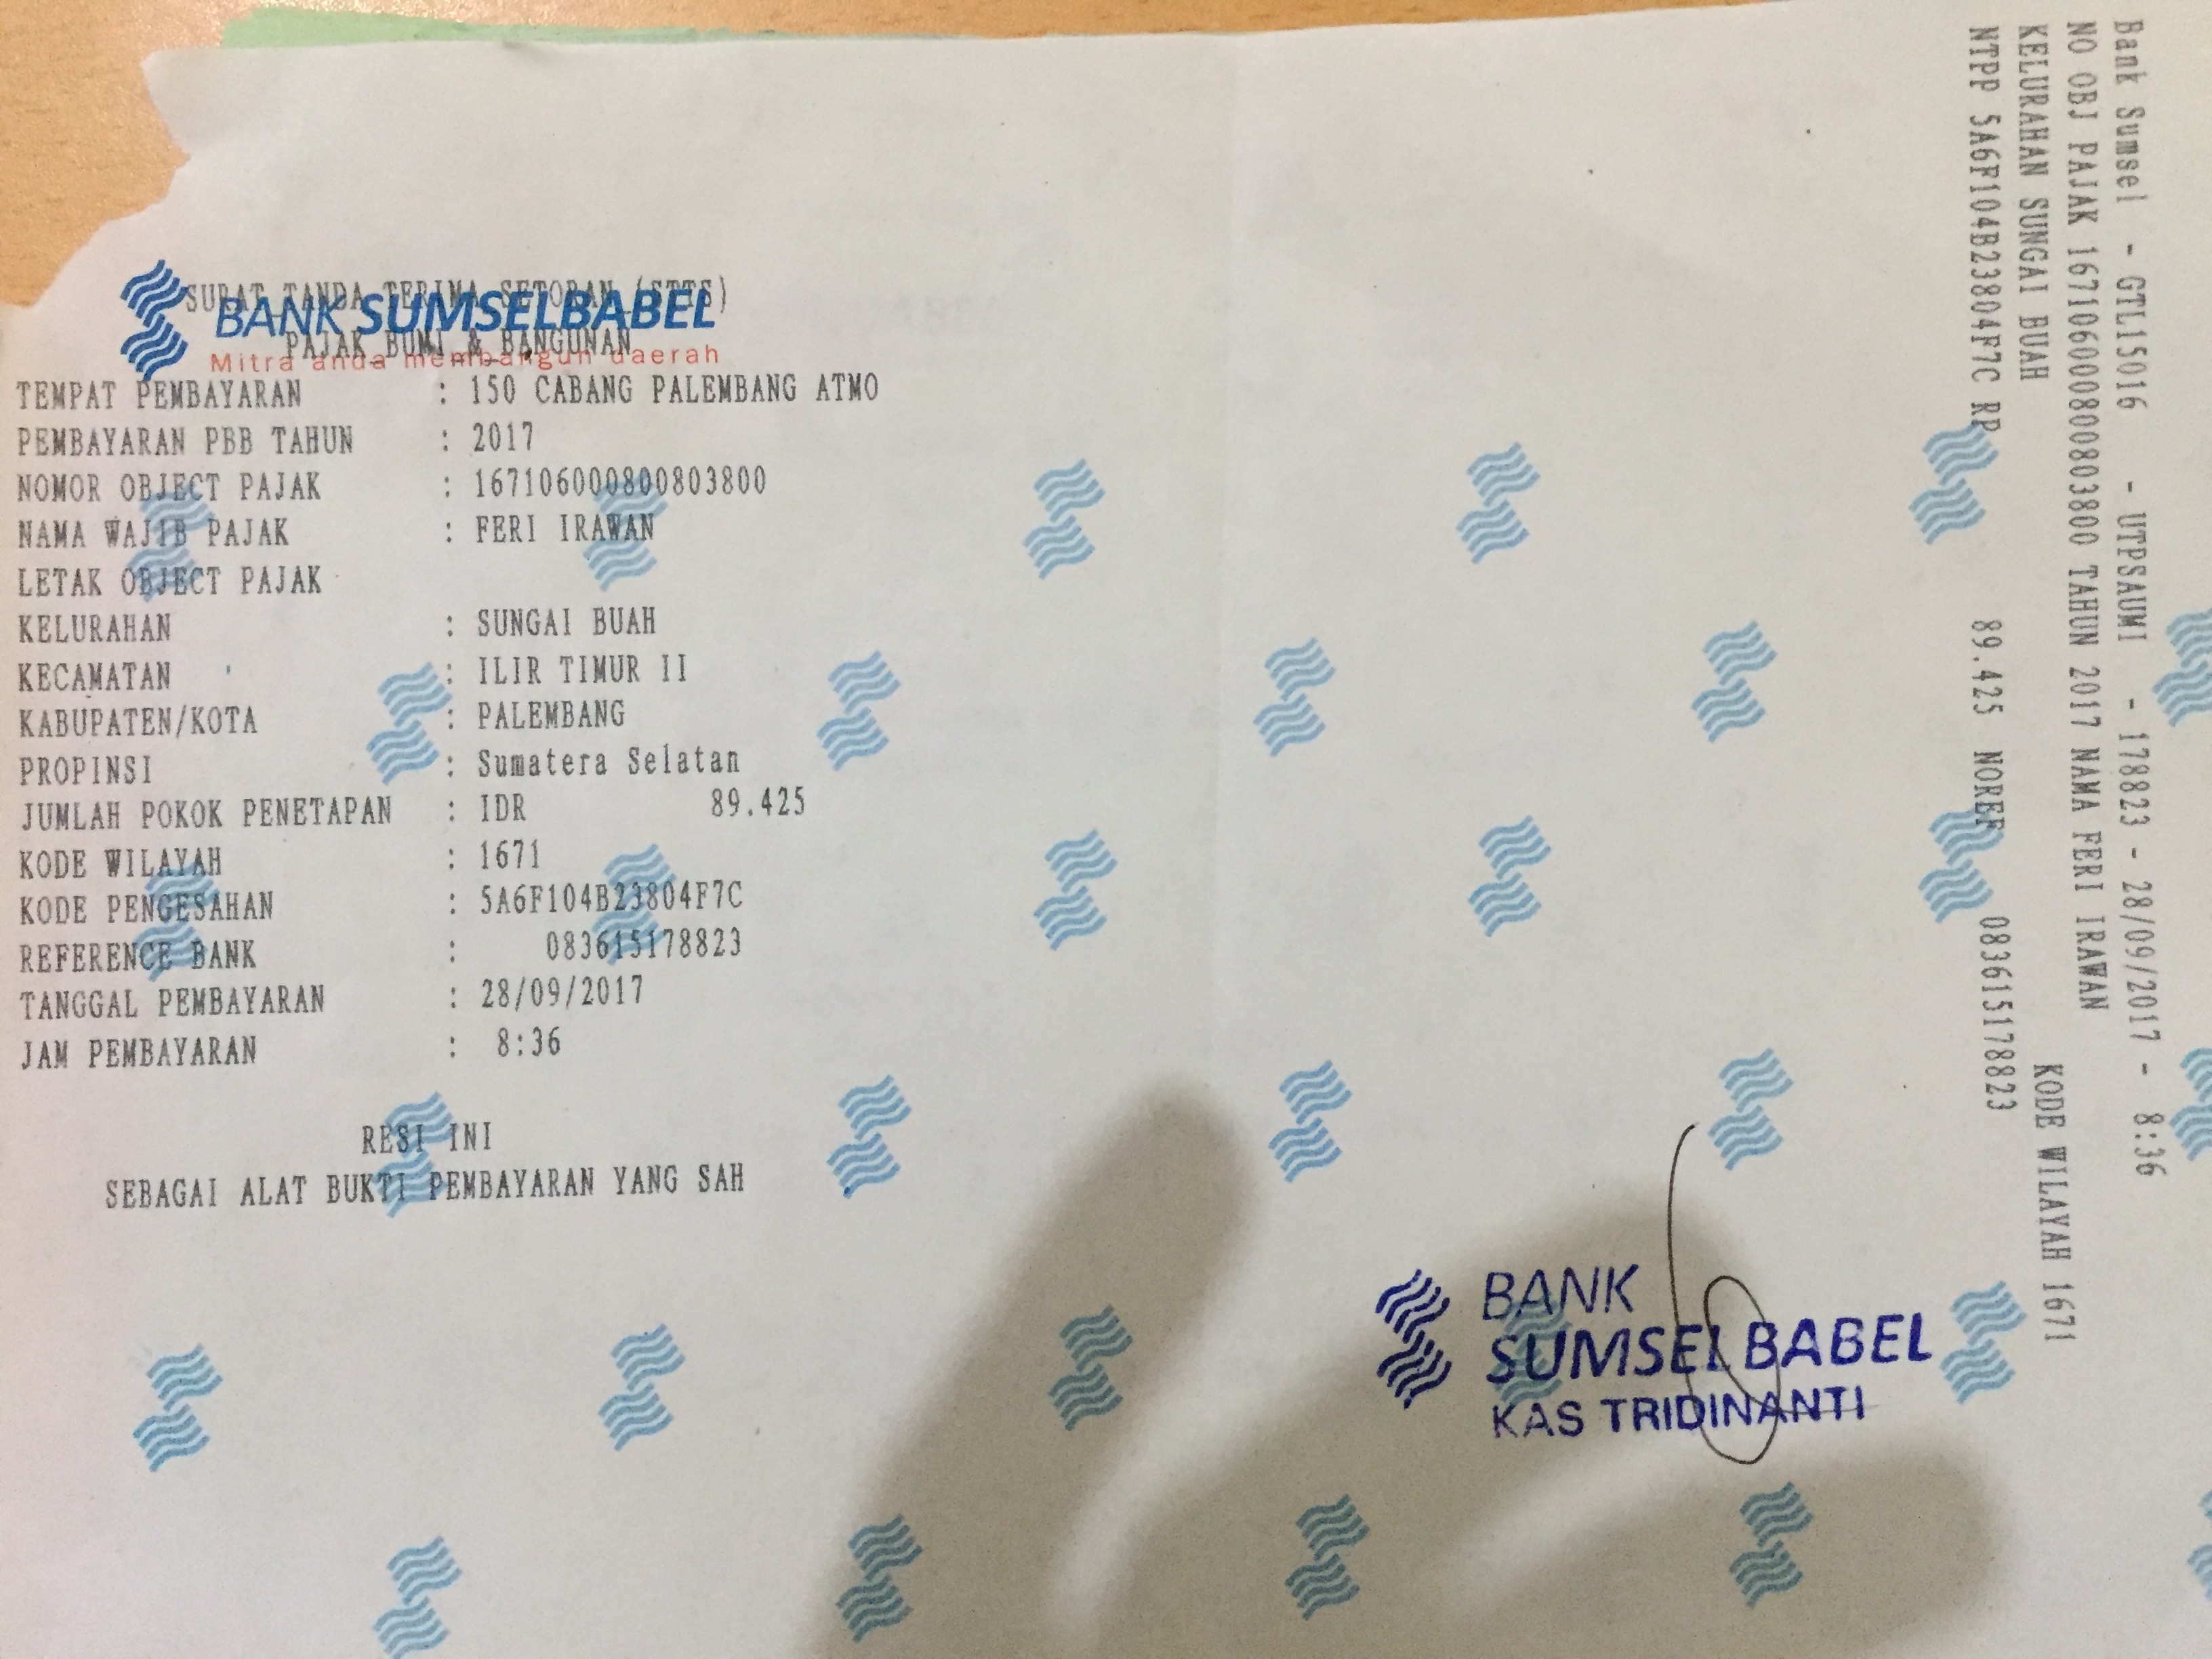 BANK SUMSELBABEL
Mitra anda membangun daerah
SURAT TANDA TERIMA SETORAN (STTS)
PAJAK BUMI & BANGUNAN
TEMPAT PEMBAYARAN : 150 CABANG PALEMBANG ATMO
PEMBAYARAN PBB TAHUN : 2017
NOMOR OBJECT PAJAK : 167106000800803800
NAMA WAJIB PAJAK : FERI IRAWAN
LETAK OBJECT PAJAK
KELURAHAN : SUNGAI BUAH
KECAMATAN : ILIR TIMUR II
KABUPATEN/KOTA : PALEMBANG
PROPINSI : Sumatera Selatan
JUMLAH POKOK PENETAPAN : IDR 89.425
KODE WILAYAH : 1671
KODE PENGESAHAN : 5A6F104B23804F7C
REFERENCE BANK : 083615178823
TANGGAL PEMBAYARAN : 28/09/2017
JAM PEMBAYARAN : 8:36
RESI INI
SEBAGAI ALAT BUKTI PEMBAYARAN YANG SAH
BANK
SUMSEL BABEL
KAS TRIDINANTI
Bank Sumsel - GTL15016 - UTPSAUMI - 178823 - 28/09/2017 - 8:36
NO OBJ PAJAK 167106000800803800 TAHUN 2017 NAMA FERI IRAWAN
KELURAHAN SUNGAI BUAH KODE WILAYAH 1671
NTPP 5A6F104B23804F7C RP 89.425 NOREF 083615178823